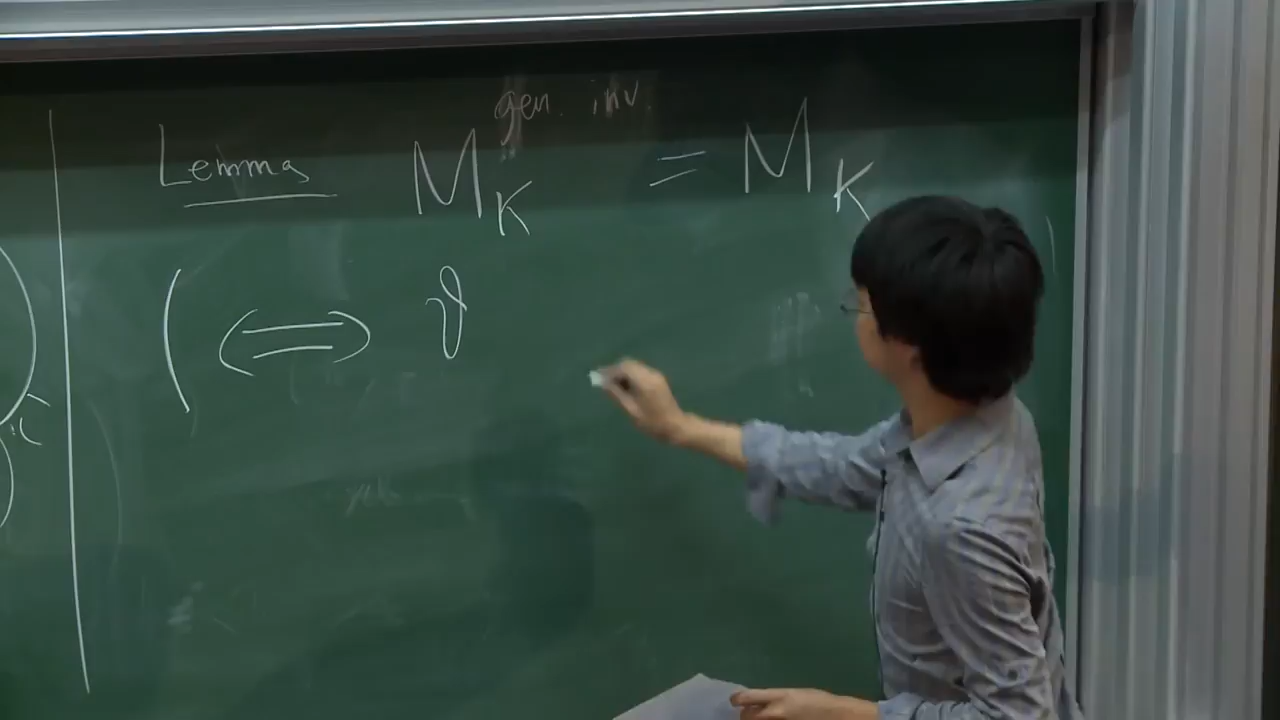 Lemma M_K^{gen. inv.} = M_K
( ⟺ ϑ